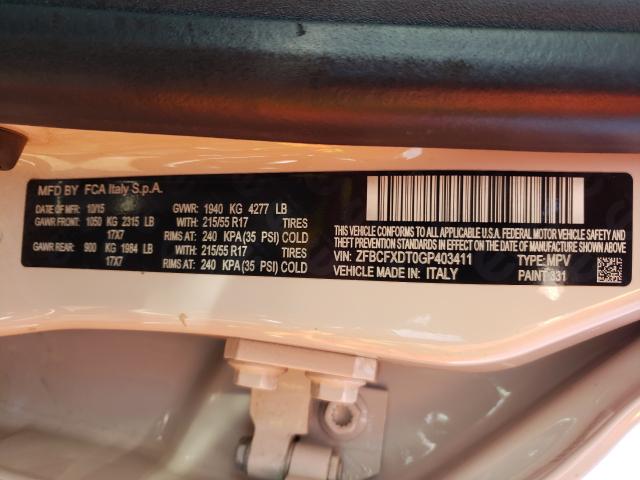 MFD BY FCA Italy S.p.A.
DATE OF MFR: 10/15 GVWR: 1940 KG 4277 LB
GAWR FRONT: 1050 KG 2315 LB WITH: 215/55 R17 TIRES
17X7 RIMS AT: 240 KPA (35 PSI) COLD
GAWR REAR: 900 KG 1984 LB WITH: 215/55 R17 TIRES
17X7 RIMS AT: 240 KPA (35 PSI) COLD
THIS VEHICLE CONFORMS TO ALL APPLICABLE U.S.A. FEDERAL MOTOR VEHICLE SAFETY AND
THEFT PREVENTION STANDARDS IN EFFECT ON THE DATE OF MANUFACTURE SHOWN ABOVE.
VIN: ZFBCFXDT0GP403411 TYPE: MPV
VEHICLE MADE IN: ITALY PAINT: 331